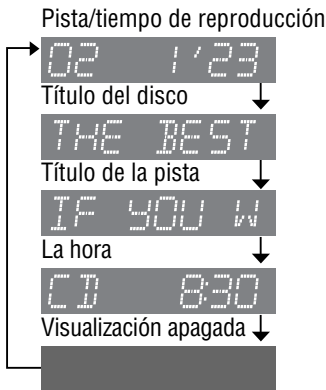 Pista/tiempo de reproducción
02 1'23
Título del disco
THE BEST
Título de la pista
IF YOU W
La hora
CD 8:30
Visualización apagada